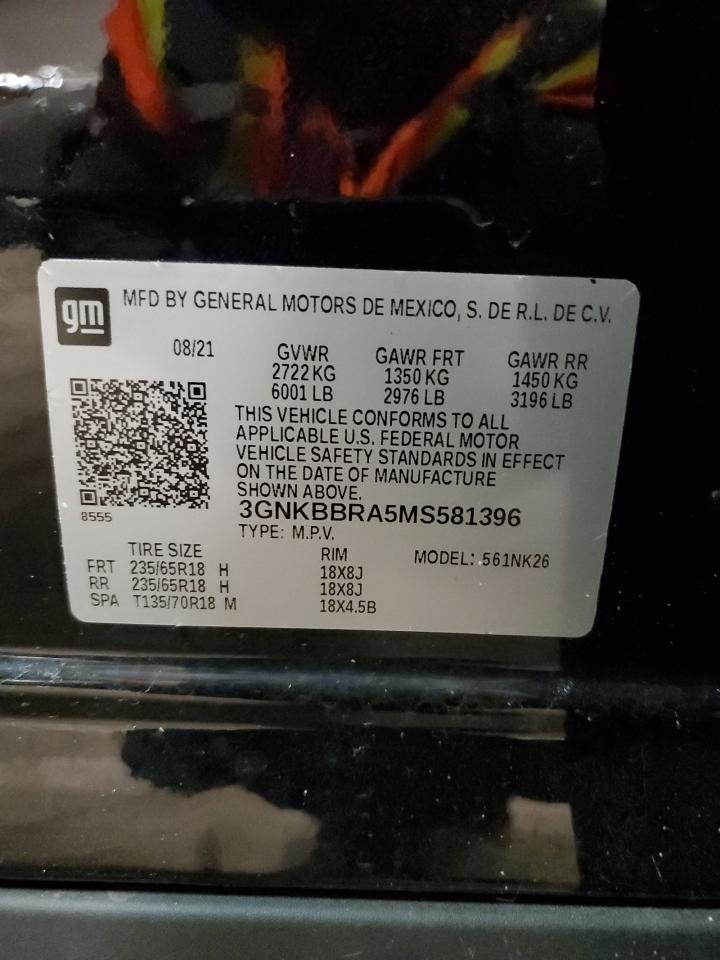 gm MFD BY GENERAL MOTORS DE MEXICO, S. DE R.L. DE C.V.
08/21 GVWR GAWR FRT GAWR RR
2722 KG 1350 KG 1450 KG
6001 LB 2976 LB 3196 LB
THIS VEHICLE CONFORMS TO ALL
APPLICABLE U.S. FEDERAL MOTOR
VEHICLE SAFETY STANDARDS IN EFFECT
ON THE DATE OF MANUFACTURE
SHOWN ABOVE.
8555 3GNKBBRA5MS581396
TYPE: M.P.V.
TIRE SIZE RIM MODEL: 561NK26
FRT 235/65R18 H 18X8J
RR 235/65R18 H 18X8J
SPA T135/70R18 M 18X4.5B